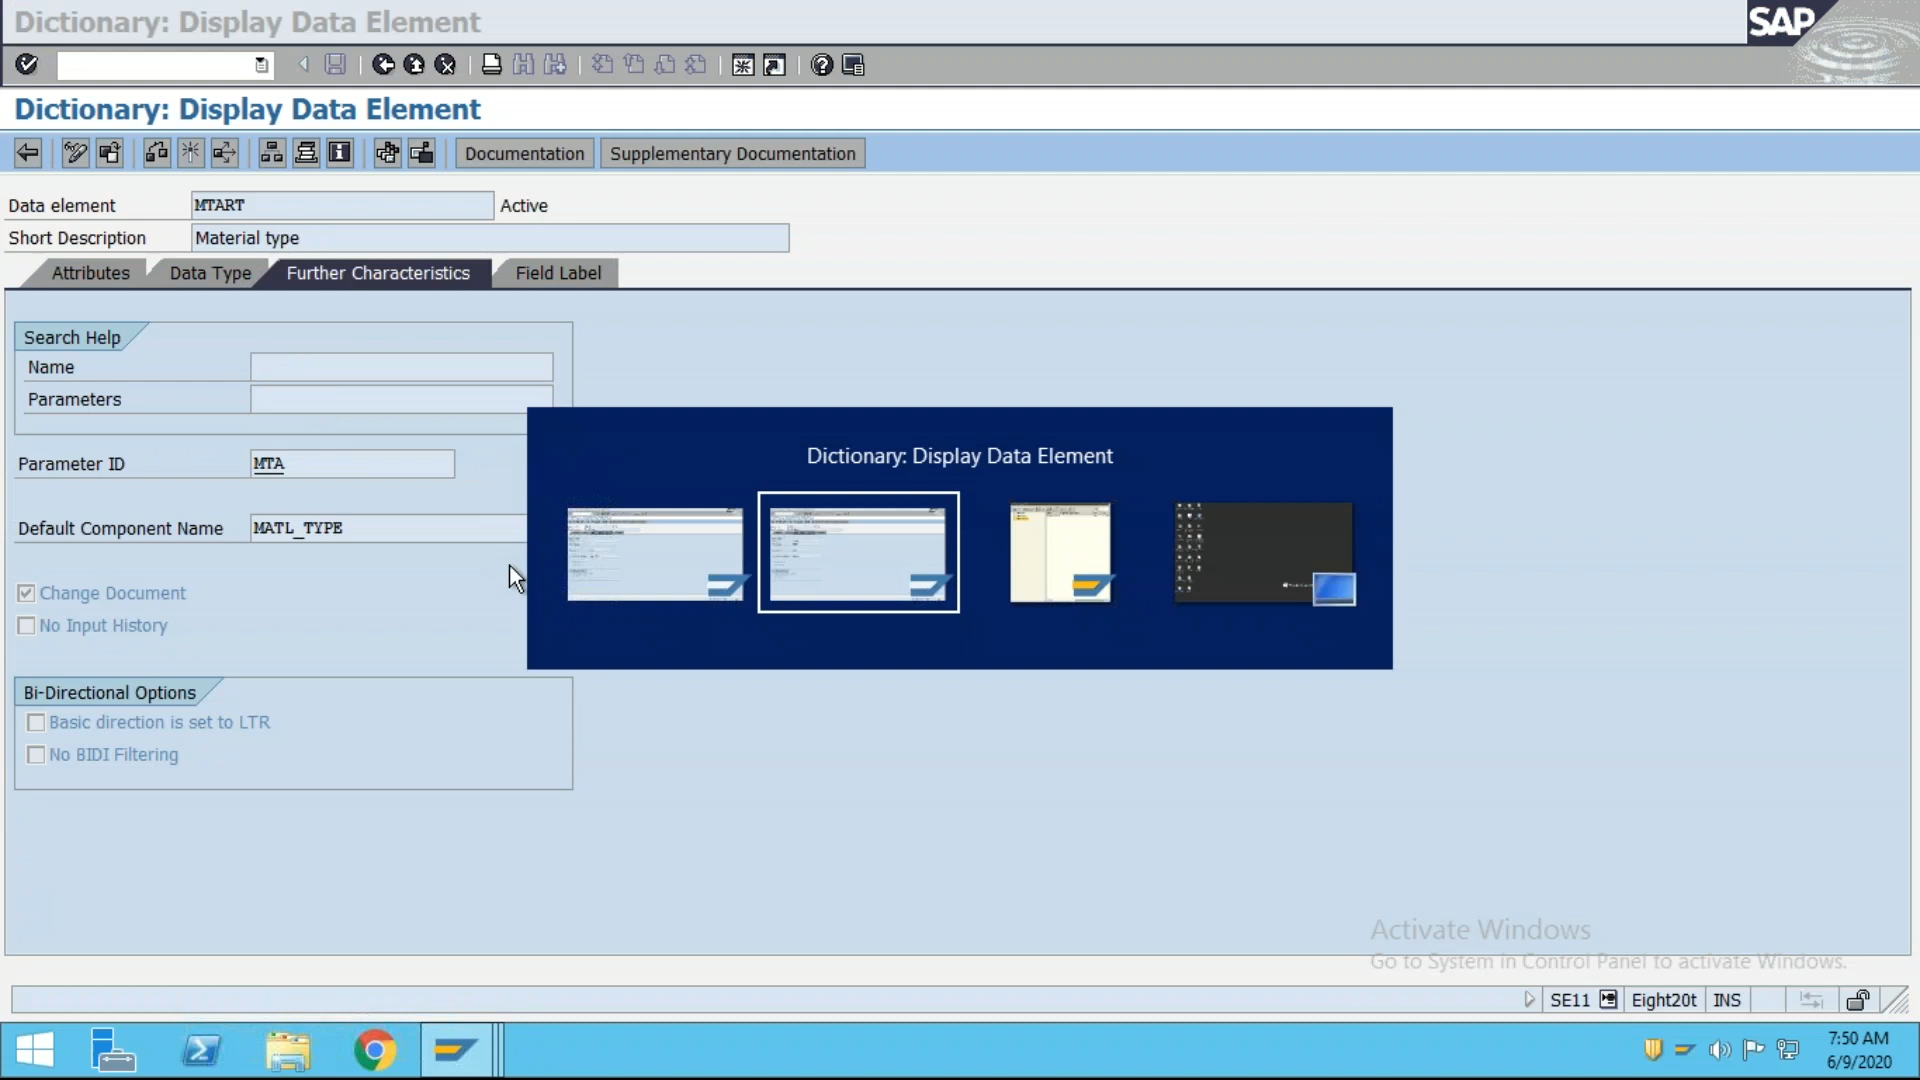 Dictionary: Display Data Element
SAP
Dictionary: Display Data Element
Documentation
Supplementary Documentation
Data element
MTART
Active
Short Description
Material type
Attributes
Data Type
Further Characteristics
Field Label
Search Help
Name
Parameters
Parameter ID
MTA
Default Component Name
MATL_TYPE
Change Document
No Input History
Bi-Directional Options
Basic direction is set to LTR
No BIDI Filtering
Dictionary: Display Data Element
Activate Windows
Go to System in Control Panel to activate Windows.
SE11
Eight20t
INS
7:50 AM
6/9/2020